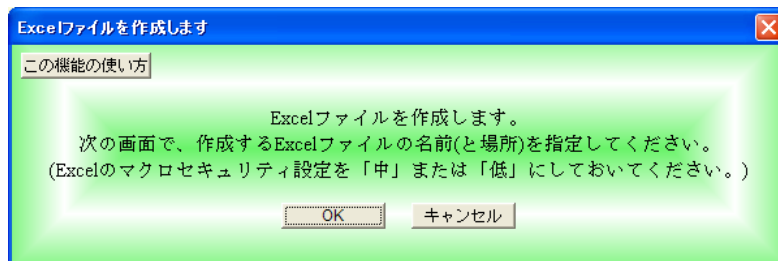 Excelファイルを作成します
この機能の使い方
Excelファイルを作成します。
次の画面で、作成するExcelファイルの名前(と場所)を指定してください。
(Excelのマクロセキュリティ設定を「中」または「低」にしておいてください。)
OK
キャンセル